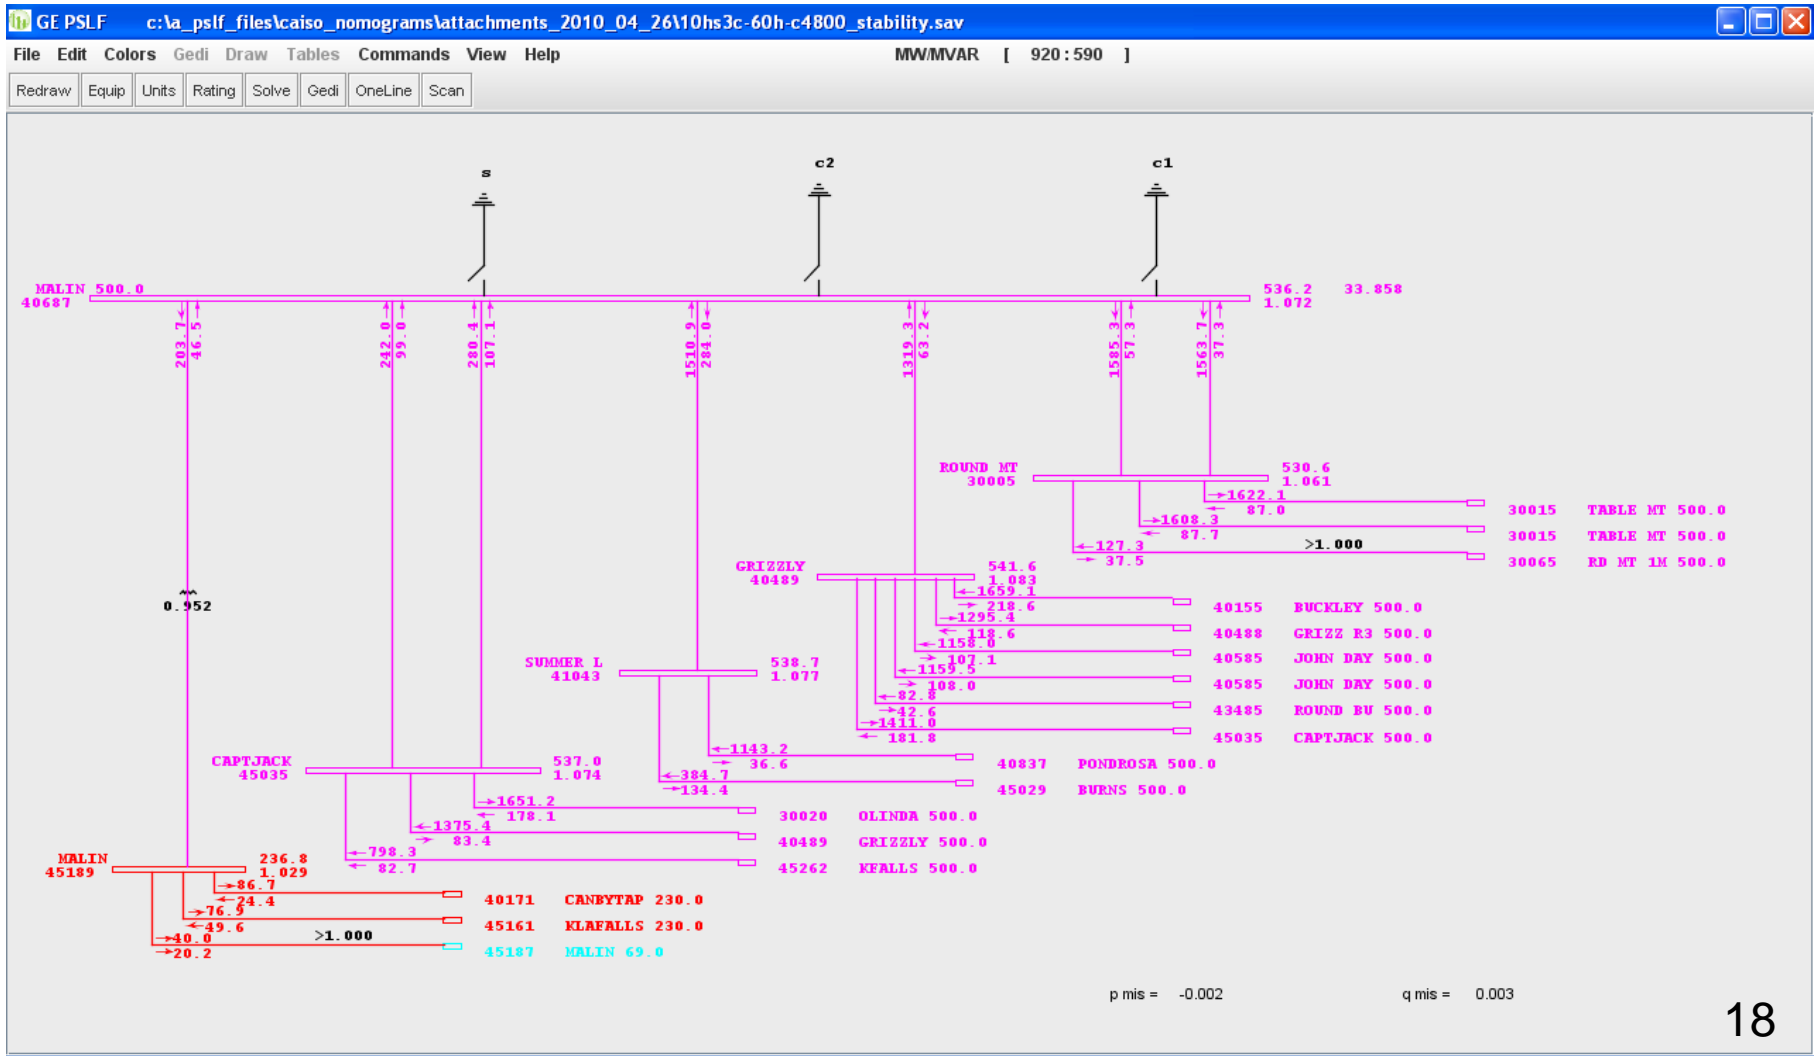 GE PSLF c:\a_pslf_files\caiso_nomograms\attachments_2010_04_26\10hs3c-60h-c4800_stability.sav
File Edit Colors Gedi Draw Tables Commands View Help MW/MVAR [ 920 : 590 ]
Redraw Equip Units Rating Solve Gedi OneLine Scan
s c2 c1
MALIN 500.0 536.2 33.858
40687 1.072
203.7 46.5 242.0 99.0 280.4 107.1 1510.9 284.0 1319.3 63.2 1585.3 57.3 1563.7 37.3
ROUND MT 530.6
30005 1.061
1622.1
87.0 30015 TABLE MT 500.0
1608.3
87.7 30015 TABLE MT 500.0
127.3 >1.000
37.5 30065 RD MT 1M 500.0
GRIZZLY 541.6
40489 1.083
1659.1
218.6 40155 BUCKLEY 500.0
1295.4
118.6 40488 GRIZZ R3 500.0
1158.0
107.1 40585 JOHN DAY 500.0
1159.5
108.0 40585 JOHN DAY 500.0
82.8
42.6 43485 ROUND BU 500.0
1411.0
181.8 45035 CAPTJACK 500.0
0.952
SUMMER L 538.7
41043 1.077
1143.2
36.6 40837 PONDROSA 500.0
384.7
134.4 45029 BURNS 500.0
CAPTJACK 537.0
45035 1.074
1651.2
178.1 30020 OLINDA 500.0
1375.4
83.4 40489 GRIZZLY 500.0
798.3
82.7 45262 KFALLS 500.0
MALIN 236.8
45189 1.029
86.7
24.4 40171 CANBYTAP 230.0
76.9
49.6 45161 KLAFALLS 230.0
40.0 >1.000
20.2 45187 MALIN 69.0
p mis = -0.002 q mis = 0.003
18